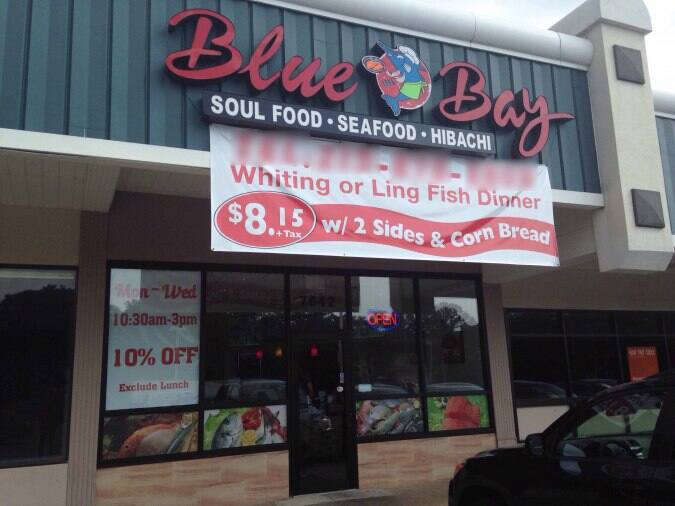 Blue Bay
SOUL FOOD • SEAFOOD • HIBACHI
Whiting or Ling Fish Dinner
$8.15 + Tax w/ 2 Sides & Corn Bread
Mon - Wed
10:30am-3pm
10% OFF
Exclude Lunch
7642
OPEN